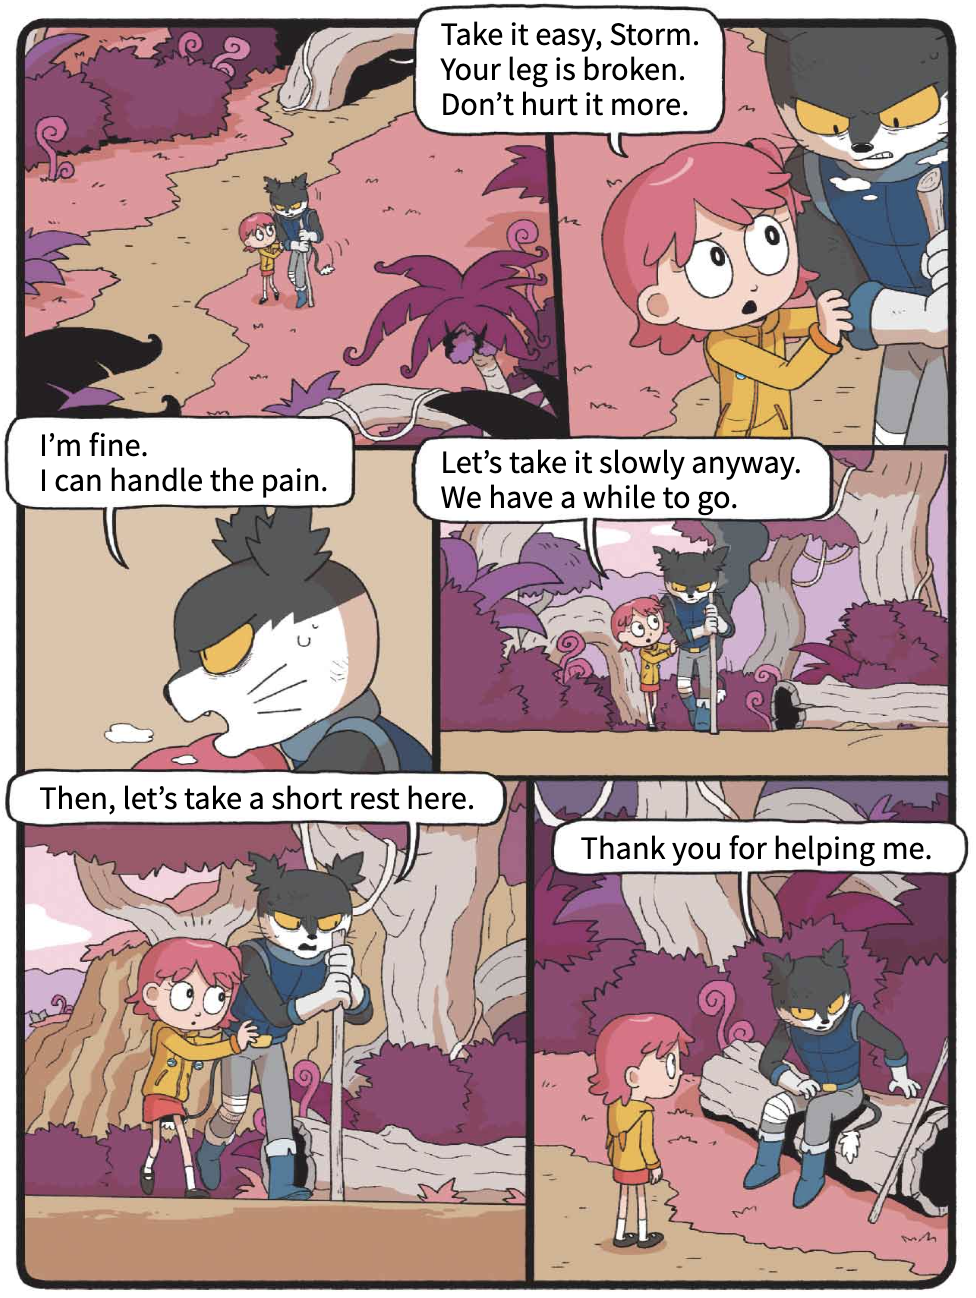 Take it easy, Storm.
Your leg is broken.
Don't hurt it more.
I'm fine.
I can handle the pain.
Let's take it slowly anyway.
We have a while to go.
Then, let's take a short rest here.
Thank you for helping me.